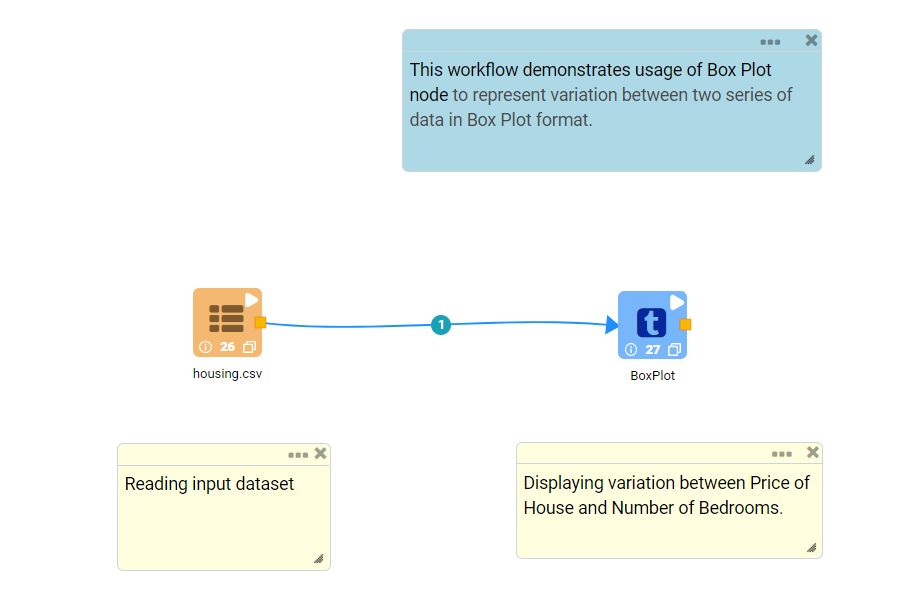 This workflow demonstrates usage of Box Plot
node to represent variation between two series of
data in Box Plot format.
1
26
housing.csv
t
27
BoxPlot
Reading input dataset
Displaying variation between Price of
House and Number of Bedrooms.